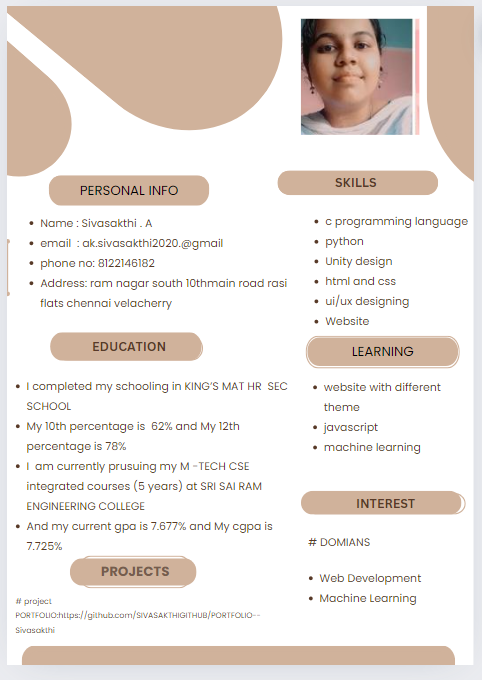 PERSONAL INFO
Name : Sivasakthi . A
email : ak.sivasakthi2020.@gmail
phone no: 8122146182
Address: ram nagar south 10thmain road rasi
flats chennai velacherry
EDUCATION
I completed my schooling in KING'S MAT HR SEC
SCHOOL
My 10th percentage is 62% and My 12th
percentage is 78%
I am currently prusuing my M -TECH CSE
integrated courses (5 years) at SRI SAI RAM
ENGINEERING COLLEGE
And my current gpa is 7.677% and My cgpa is
7.725%
PROJECTS
# project
PORTFOLIO:https://github.com/SIVASAKTHIGITHUB/PORTFOLIO--
Sivasakthi
SKILLS
c programming language
python
Unity design
html and css
ui/ux designing
Website
LEARNING
website with different
theme
javascript
machine learning
INTEREST
# DOMIANS
Web Development
Machine Learning